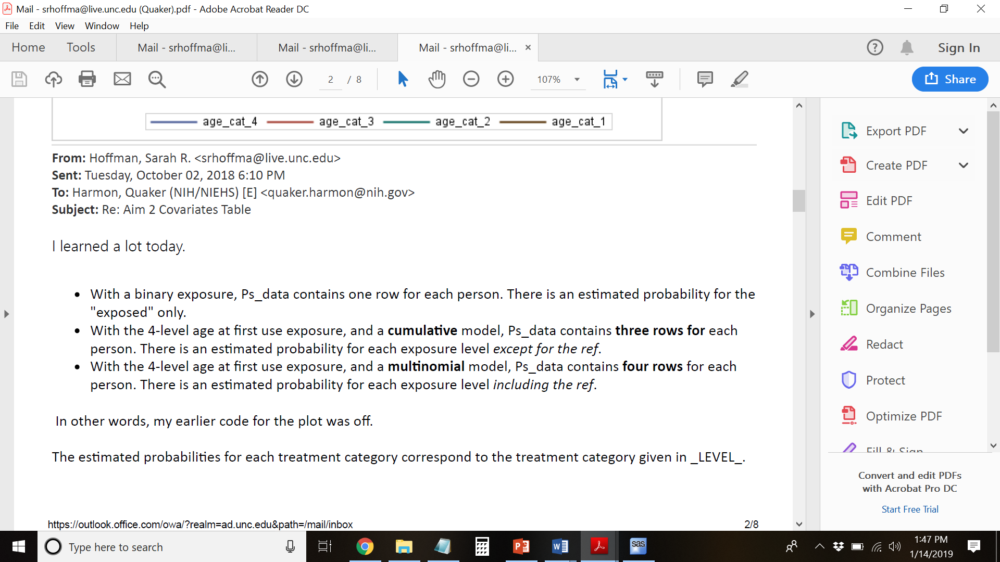 Mail - srhoffma@live.unc.edu (Quaker).pdf - Adobe Acrobat Reader DC
File Edit View Window Help
Home Tools Mail - srhoffma@li... Mail - srhoffma@li... Mail - srhoffma@li... × ? Sign In
2 / 8 107% Share
age_cat_4 age_cat_3 age_cat_2 age_cat_1
From: Hoffman, Sarah R. <srhoffma@live.unc.edu>
Sent: Tuesday, October 02, 2018 6:10 PM
To: Harmon, Quaker (NIH/NIEHS) [E] <quaker.harmon@nih.gov>
Subject: Re: Aim 2 Covariates Table
I learned a lot today.
• With a binary exposure, Ps_data contains one row for each person. There is an estimated probability for the
"exposed" only.
• With the 4-level age at first use exposure, and a cumulative model, Ps_data contains three rows for each
person. There is an estimated probability for each exposure level except for the ref.
• With the 4-level age at first use exposure, and a multinomial model, Ps_data contains four rows for each
person. There is an estimated probability for each exposure level including the ref.
In other words, my earlier code for the plot was off.
The estimated probabilities for each treatment category correspond to the treatment category given in _LEVEL_.
https://outlook.office.com/owa/?realm=ad.unc.edu&path=/mail/inbox 2/8
Export PDF
Create PDF
Edit PDF
Comment
Combine Files
Organize Pages
Redact
Protect
Optimize PDF
Fill & Sign
Convert and edit PDFs
with Acrobat Pro DC
Start Free Trial
Type here to search
sas
1:47 PM
1/14/2019